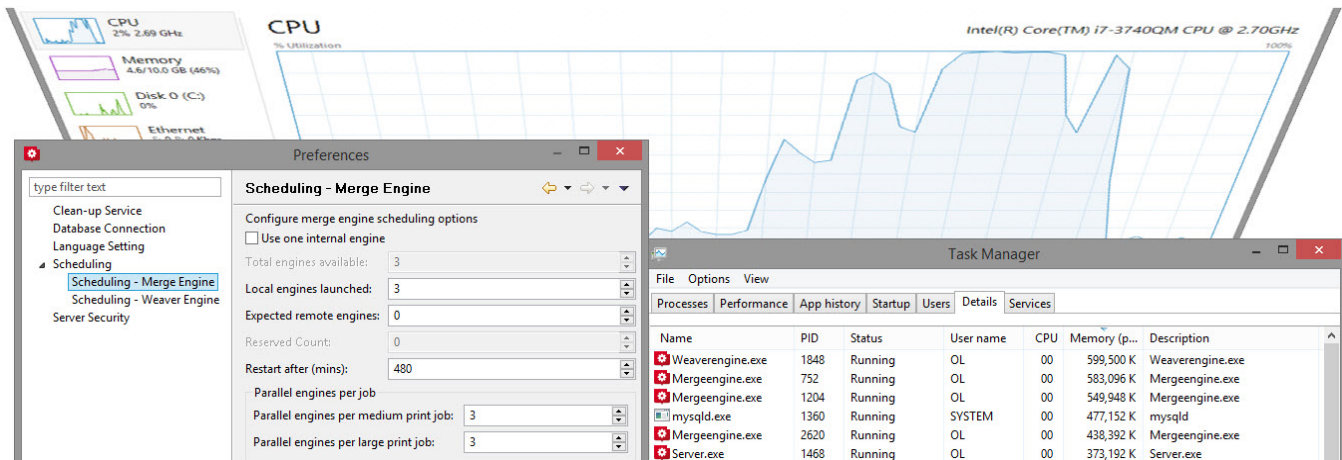 CPU
2% 2.69 GHz
Memory
4.6/10.0 GB (46%)
Disk 0 (C:)
0%
Ethernet
CPU
Intel(R) Core(TM) i7-3740QM CPU @ 2.70GHz
% Utilization
100%
Preferences
type filter text
Clean-up Service
Database Connection
Language Setting
Scheduling
Scheduling - Merge Engine
Scheduling - Weaver Engine
Server Security
Scheduling - Merge Engine
Configure merge engine scheduling options
Use one internal engine
Total engines available: 3
Local engines launched: 3
Expected remote engines: 0
Reserved Count: 0
Restart after (mins): 480
Parallel engines per job
Parallel engines per medium print job: 3
Parallel engines per large print job: 3
Task Manager
File Options View
Processes Performance App history Startup Users Details Services
Name PID Status User name CPU Memory (p... Description
Weaverengine.exe 1848 Running OL 00 599,500 K Weaverengine.exe
Mergeengine.exe 752 Running OL 00 583,096 K Mergeengine.exe
Mergeengine.exe 1204 Running OL 00 549,948 K Mergeengine.exe
mysqld.exe 1360 Running SYSTEM 00 477,152 K mysqld
Mergeengine.exe 2620 Running OL 00 438,392 K Mergeengine.exe
Server.exe 1468 Running OL 00 373,192 K Server.exe